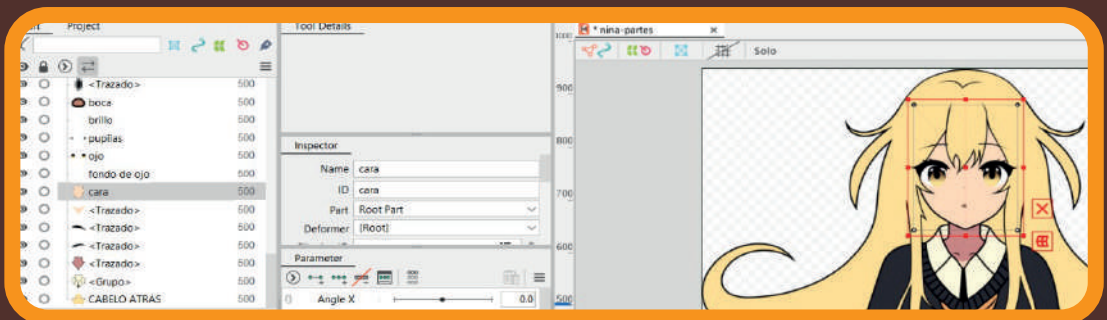 Project
<Trazado> 500
boca 500
brillo 500
pupilas 500
ojo 500
fondo de ojo 500
cara 500
<Trazado> 500
<Trazado> 500
<Trazado> 500
<Trazado> 500
<Grupo> 500
CABELO ATRAS 500
Tool Details
Inspector
Name cara
ID cara
Part Root Part
Deformer [Root]
Parameter
0 Angle X 0.0
* nina-partes ×
Solo
1000
900
800
700
600
500